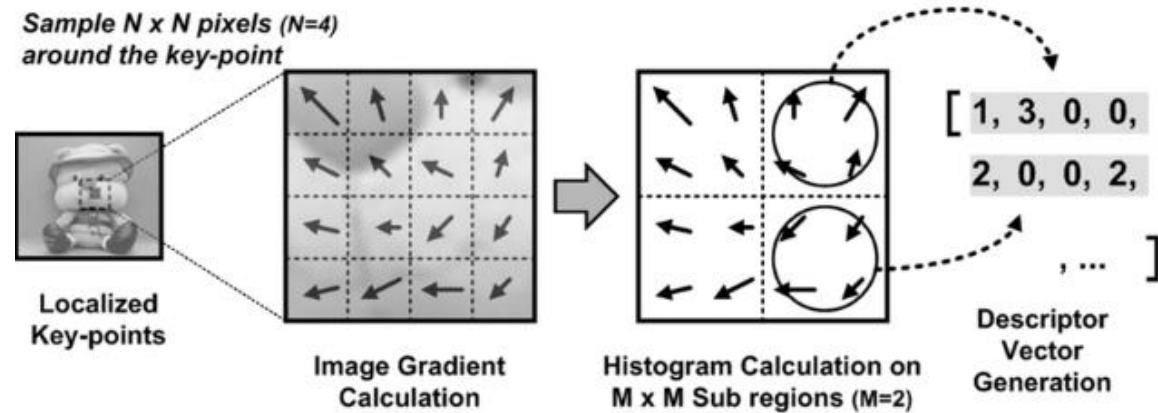 Sample N x N pixels (N=4)
around the key-point
[ 1, 3, 0, 0,
2, 0, 0, 2,
, ... ]
Localized
Key-points
Image Gradient
Calculation
Histogram Calculation on
M x M Sub regions (M=2)
Descriptor
Vector
Generation